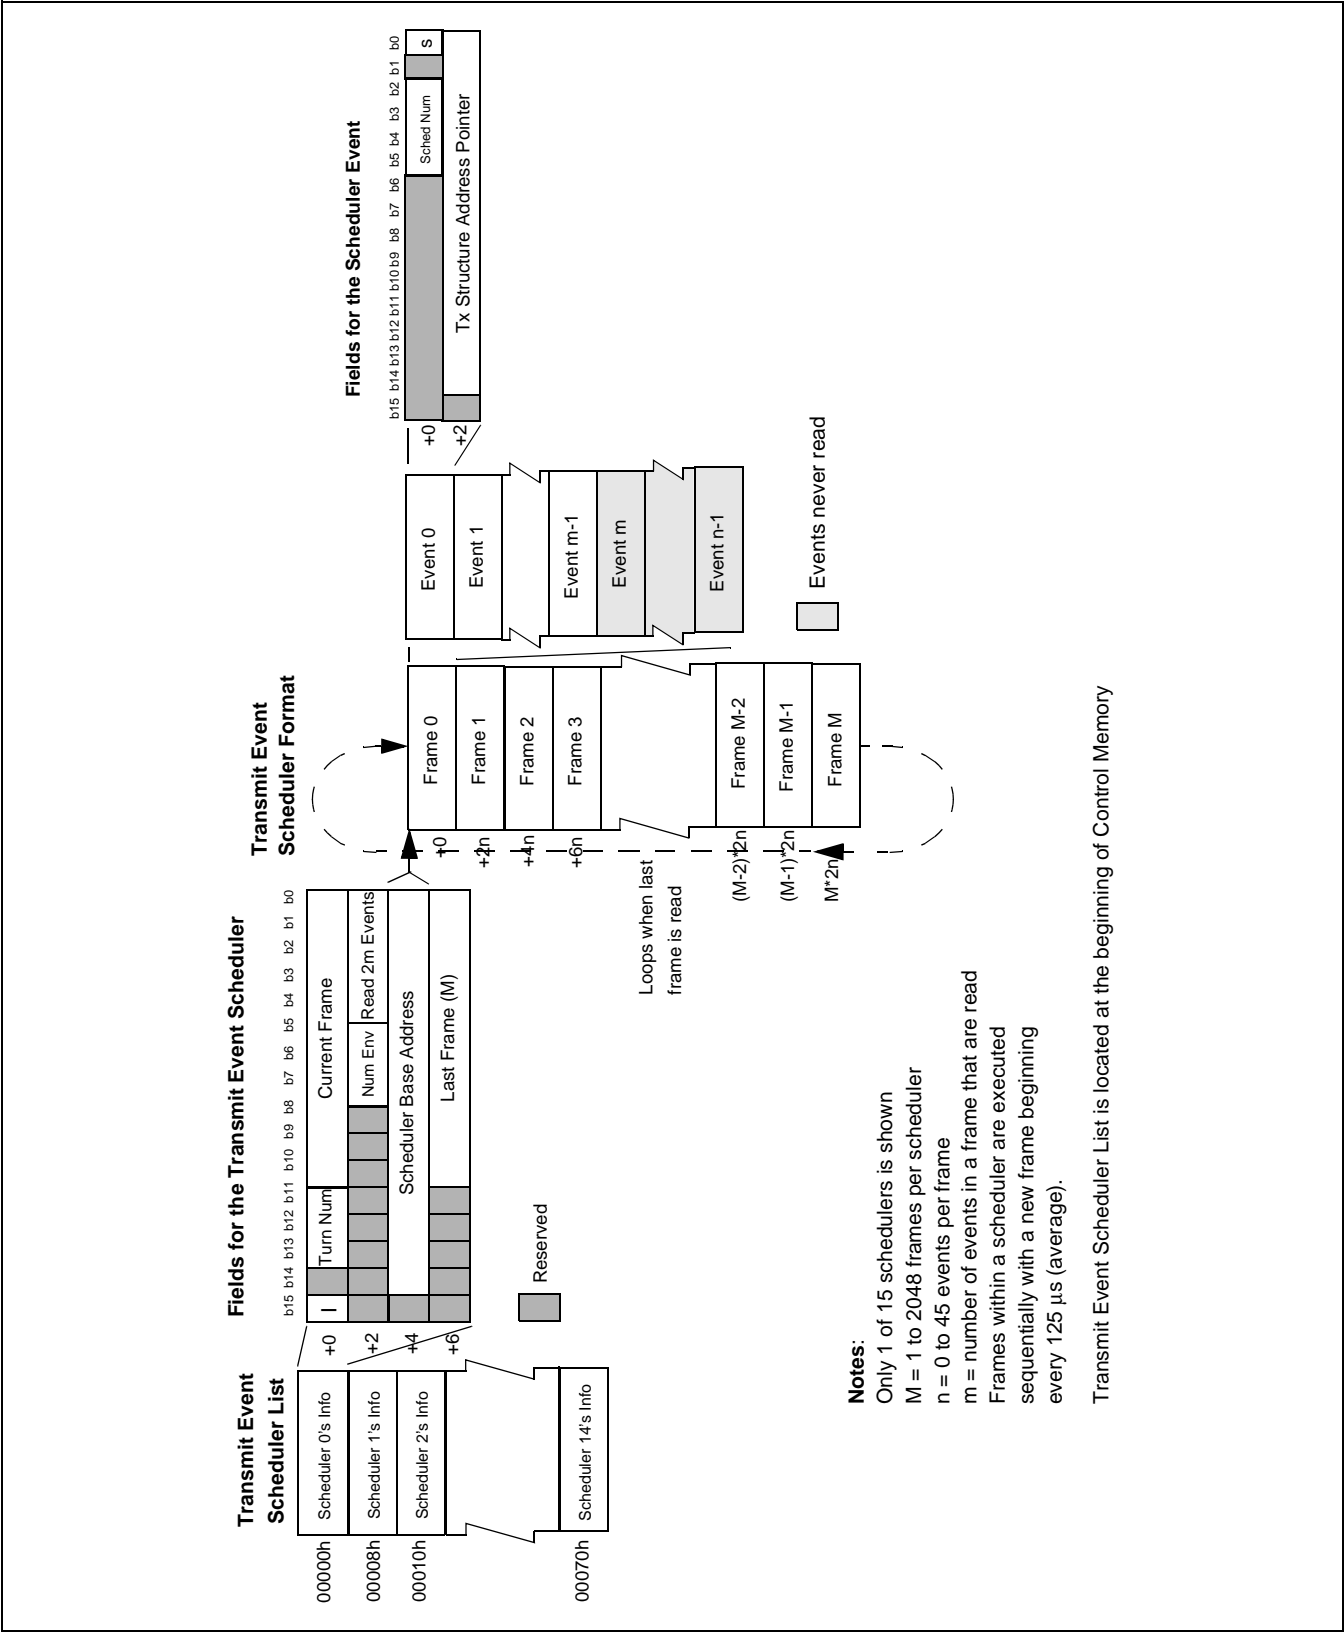 Transmit Event
Scheduler List
00000h
Scheduler 0's Info
00008h
Scheduler 1's Info
00010h
Scheduler 2's Info
00070h
Scheduler 14's Info
Fields for the Transmit Event Scheduler
b15 b14 b13 b12 b11 b10 b9 b8 b7 b6 b5 b4 b3 b2 b1 b0
+0
I
Turn Num
Current Frame
+2
Num Env
Read 2m Events
+4
Scheduler Base Address
+6
Last Frame (M)
Reserved
Transmit Event
Scheduler Format
+0
Frame 0
+2n
Frame 1
+4n
Frame 2
+6n
Frame 3
Loops when last
frame is read
(M-2)*2n
Frame M-2
(M-1)*2n
Frame M-1
M*2n
Frame M
Event 0
Event 1
Event m-1
Event m
Event n-1
Events never read
Fields for the Scheduler Event
b15 b14 b13 b12 b11 b10 b9 b8 b7 b6 b5 b4 b3 b2 b1 b0
+0
Sched Num
s
+2
Tx Structure Address Pointer
Notes:
Only 1 of 15 schedulers is shown
M = 1 to 2048 frames per scheduler
n = 0 to 45 events per frame
m = number of events in a frame that are read
Frames within a scheduler are executed
sequentially with a new frame beginning
every 125 µs (average).
Transmit Event Scheduler List is located at the beginning of Control Memory